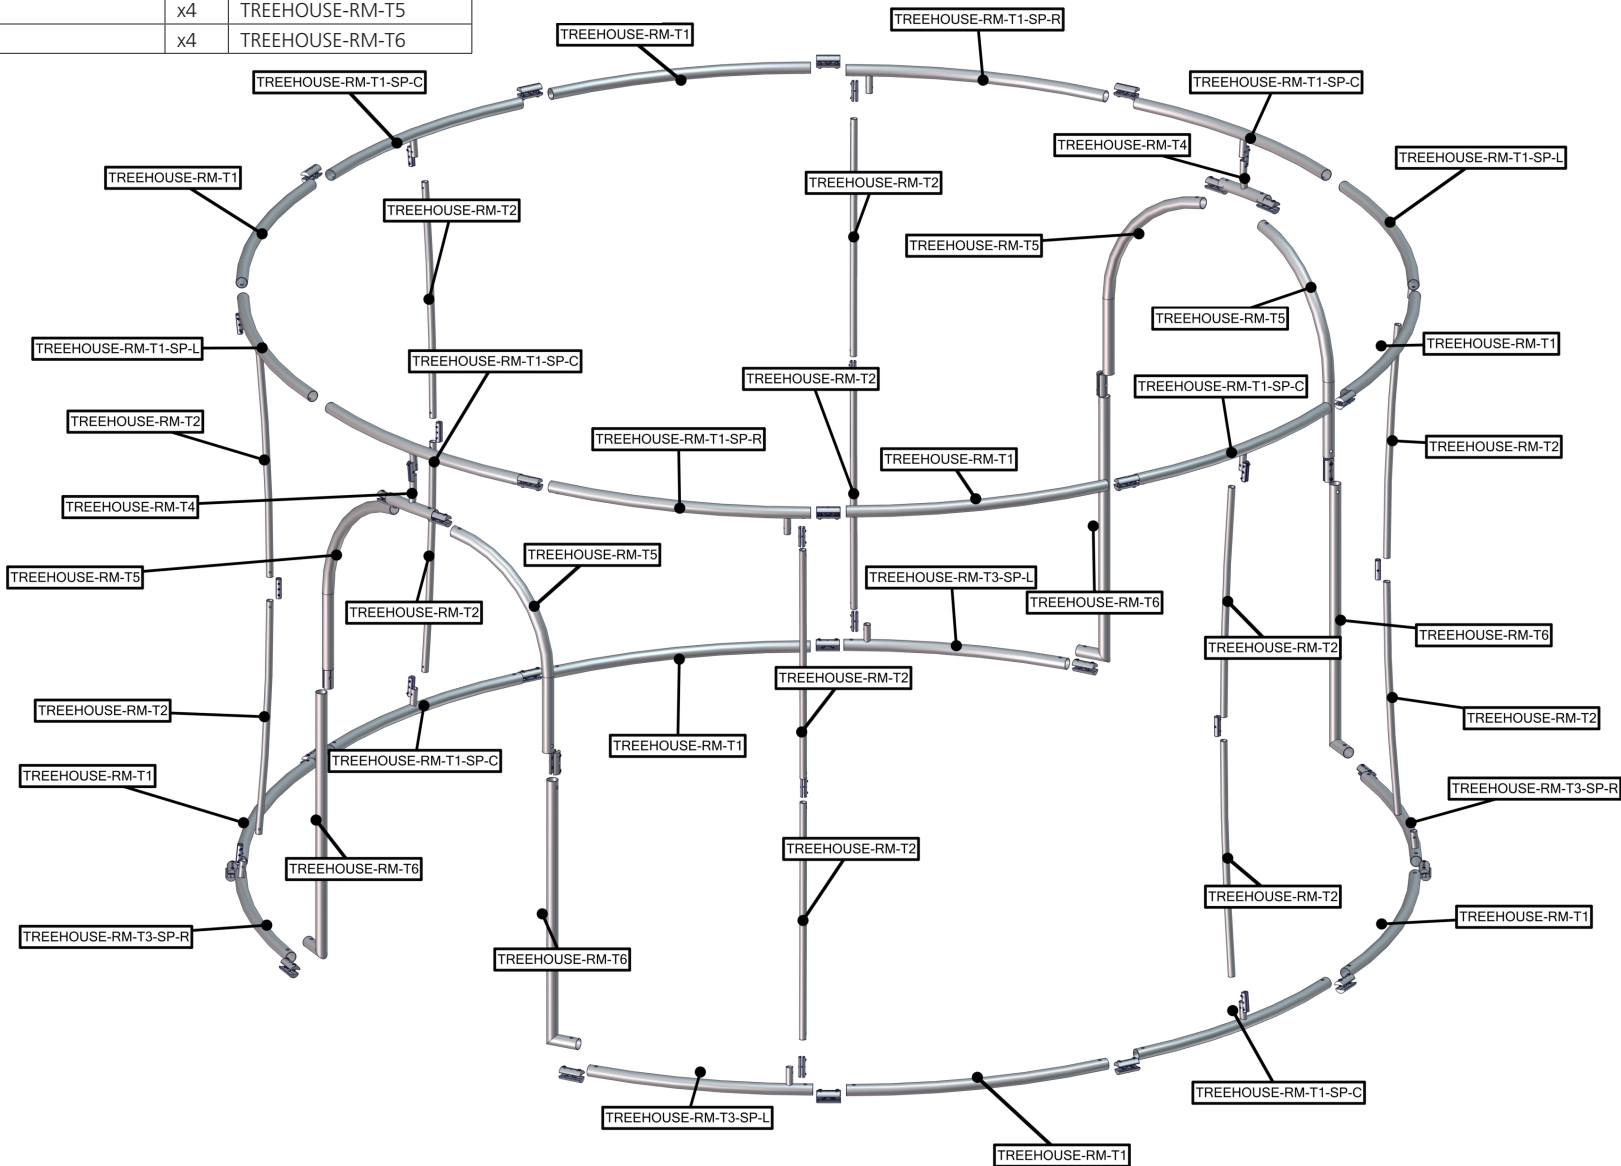 x4 TREEHOUSE-RM-T5
x4 TREEHOUSE-RM-T6
TREEHOUSE-RM-T1-SP-R
TREEHOUSE-RM-T1
TREEHOUSE-RM-T1-SP-C
TREEHOUSE-RM-T1-SP-C
TREEHOUSE-RM-T4
TREEHOUSE-RM-T1-SP-L
TREEHOUSE-RM-T1
TREEHOUSE-RM-T2
TREEHOUSE-RM-T2
TREEHOUSE-RM-T5
TREEHOUSE-RM-T5
TREEHOUSE-RM-T1-SP-L
TREEHOUSE-RM-T1
TREEHOUSE-RM-T1-SP-C
TREEHOUSE-RM-T2
TREEHOUSE-RM-T1-SP-C
TREEHOUSE-RM-T2
TREEHOUSE-RM-T1-SP-R
TREEHOUSE-RM-T1
TREEHOUSE-RM-T2
TREEHOUSE-RM-T4
TREEHOUSE-RM-T5
TREEHOUSE-RM-T5
TREEHOUSE-RM-T3-SP-L
TREEHOUSE-RM-T6
TREEHOUSE-RM-T2
TREEHOUSE-RM-T6
TREEHOUSE-RM-T2
TREEHOUSE-RM-T2
TREEHOUSE-RM-T2
TREEHOUSE-RM-T2
TREEHOUSE-RM-T1
TREEHOUSE-RM-T1-SP-C
TREEHOUSE-RM-T1
TREEHOUSE-RM-T3-SP-R
TREEHOUSE-RM-T2
TREEHOUSE-RM-T6
TREEHOUSE-RM-T2
TREEHOUSE-RM-T1
TREEHOUSE-RM-T3-SP-R
TREEHOUSE-RM-T6
TREEHOUSE-RM-T1-SP-C
TREEHOUSE-RM-T3-SP-L
TREEHOUSE-RM-T1